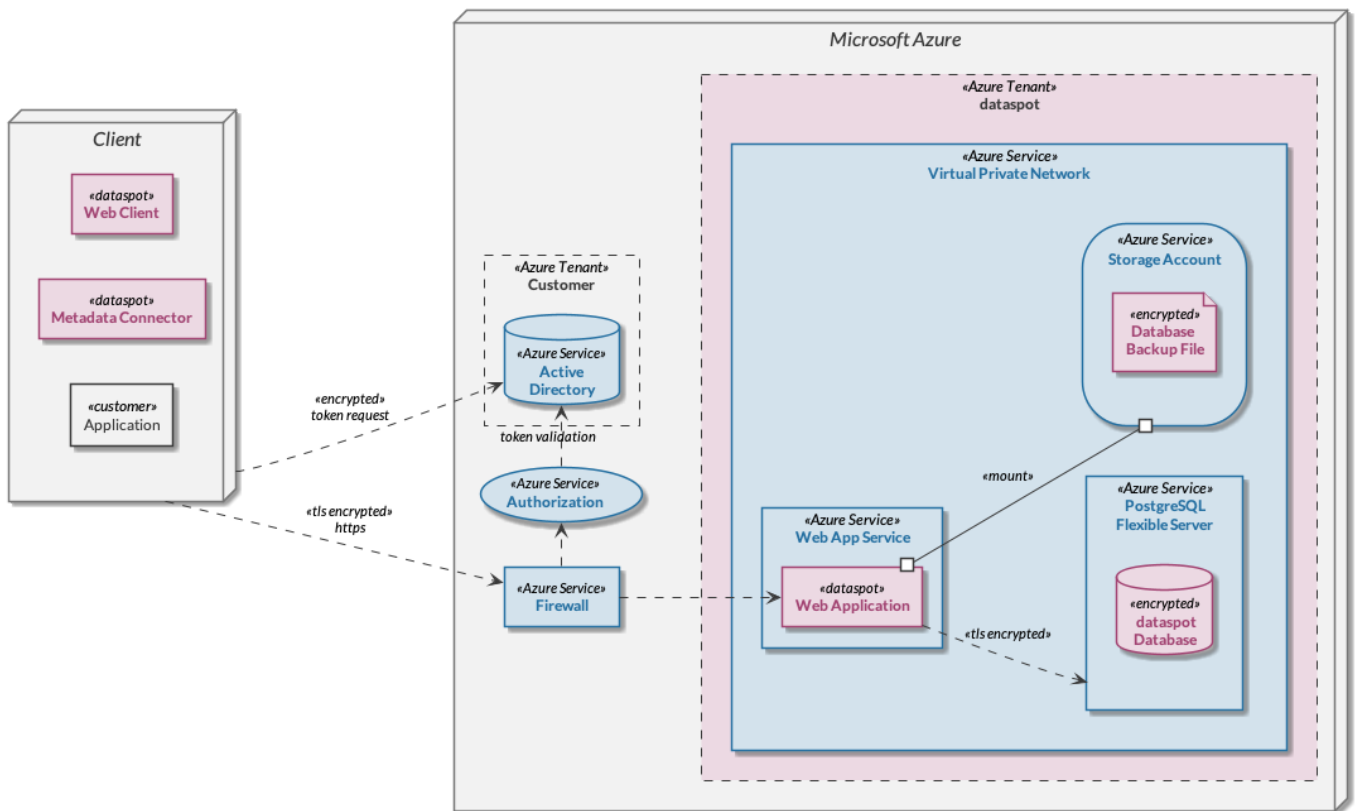 Microsoft Azure
«Azure Tenant»
dataspot
Client
«Azure Service»
Virtual Private Network
«dataspot»
Web Client
«Azure Service»
Storage Account
«Azure Tenant»
Customer
«dataspot»
Metadata Connector
«encrypted»
Database
Backup File
«Azure Service»
Active
Directory
«customer»
Application
«encrypted»
token request
token validation
«mount»
«Azure Service»
Authorization
«Azure Service»
PostgreSQL
Flexible Server
«tls encrypted»
https
«Azure Service»
Web App Service
«Azure Service»
Firewall
«dataspot»
Web Application
«encrypted»
dataspot
Database
«tls encrypted»